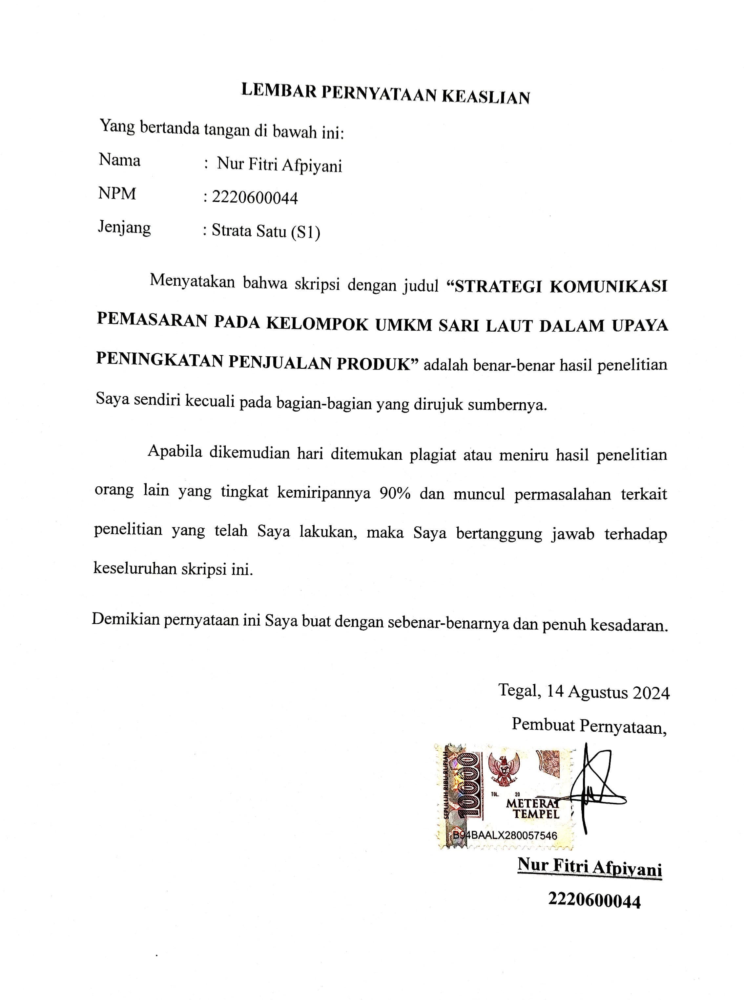 LEMBAR PERNYATAAN KEASLIAN
Yang bertanda tangan di bawah ini:
Nama : Nur Fitri Afpiyani
NPM : 2220600044
Jenjang : Strata Satu (S1)
Menyatakan bahwa skripsi dengan judul “STRATEGI KOMUNIKASI
PEMASARAN PADA KELOMPOK UMKM SARI LAUT DALAM UPAYA
PENINGKATAN PENJUALAN PRODUK” adalah benar-benar hasil penelitian
Saya sendiri kecuali pada bagian-bagian yang dirujuk sumbernya.
Apabila dikemudian hari ditemukan plagiat atau meniru hasil penelitian
orang lain yang tingkat kemiripannya 90% dan muncul permasalahan terkait
penelitian yang telah Saya lakukan, maka Saya bertanggung jawab terhadap
keseluruhan skripsi ini.
Demikian pernyataan ini Saya buat dengan sebenar-benarnya dan penuh kesadaran.
Tegal, 14 Agustus 2024
Pembuat Pernyataan,
SEPULUH RIBU RUPIAH
10000
TGL. 20
METERAI
TEMPEL
B94BAALX280057546
Nur Fitri Afpiyani
2220600044